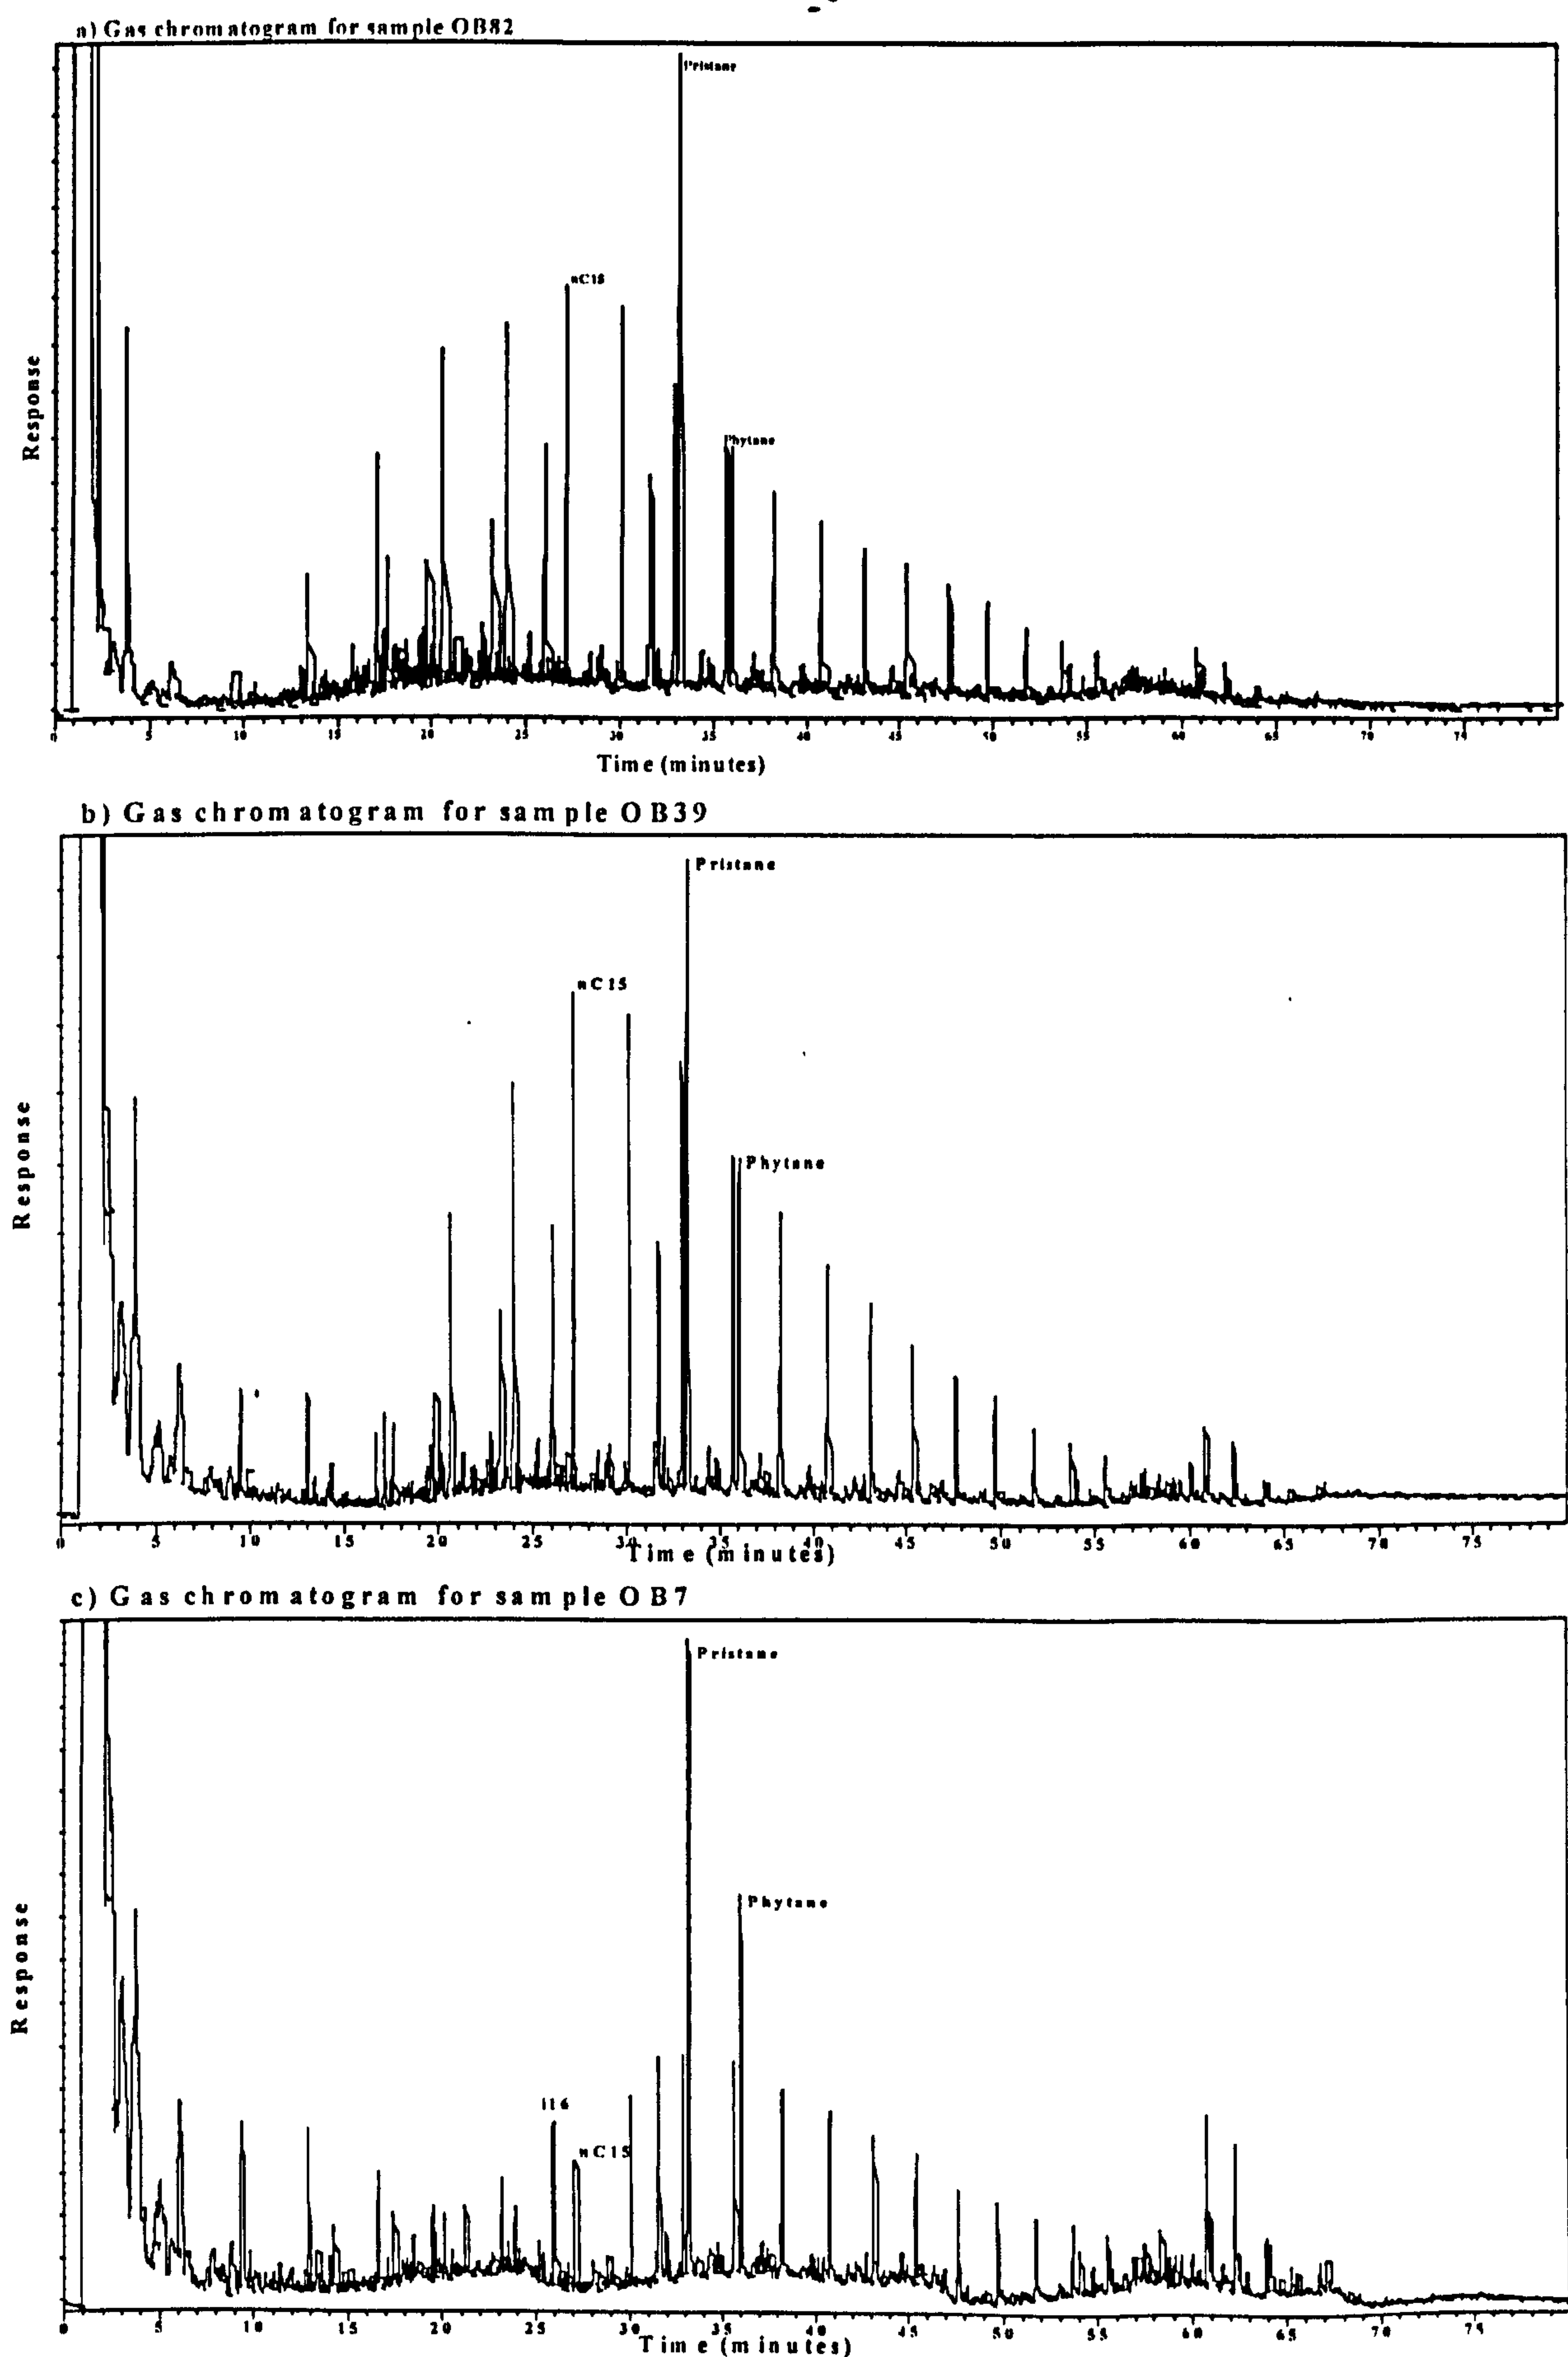 a) Gas chromatogram for sample OB82
Pristane
nC15
Phytane
Response
0 5 10 15 20 25 30 35 40 45 50 55 60 65 70 75
Time (minutes)
b) Gas chromatogram for sample OB39
Pristane
nC15
Phytane
Response
0 5 10 15 20 25 30 35 40 45 50 55 60 65 70 75
Time (minutes)
c) Gas chromatogram for sample OB7
Pristane
Phytane
i16
nC15
Response
0 5 10 15 20 25 30 35 40 45 50 55 60 65 70 75
Time (minutes)